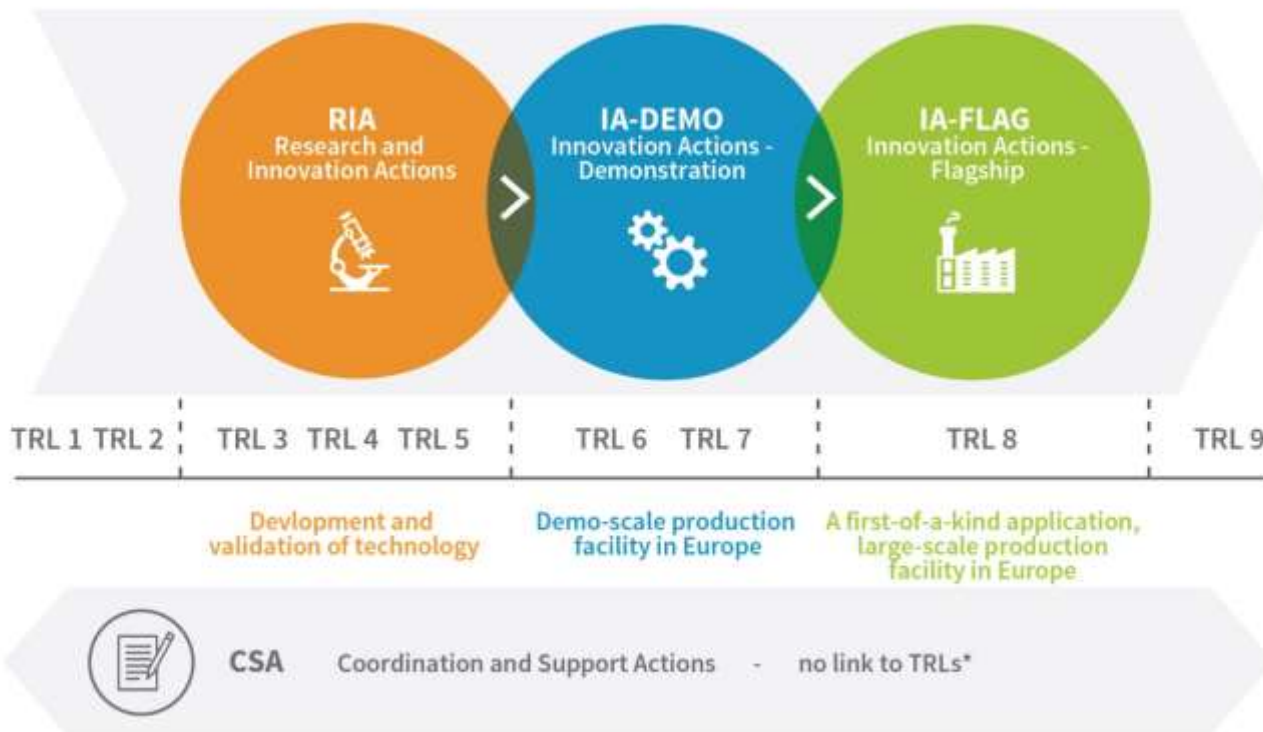 RIA
Research and
Innovation Actions
IA-DEMO
Innovation Actions -
Demonstration
IA-FLAG
Innovation Actions -
Flagship
TRL 1 TRL 2 TRL 3 TRL 4 TRL 5 TRL 6 TRL 7 TRL 8 TRL 9
Devlopment and
validation of technology
Demo-scale production
facility in Europe
A first-of-a-kind application,
large-scale production
facility in Europe
CSA Coordination and Support Actions - no link to TRLs*